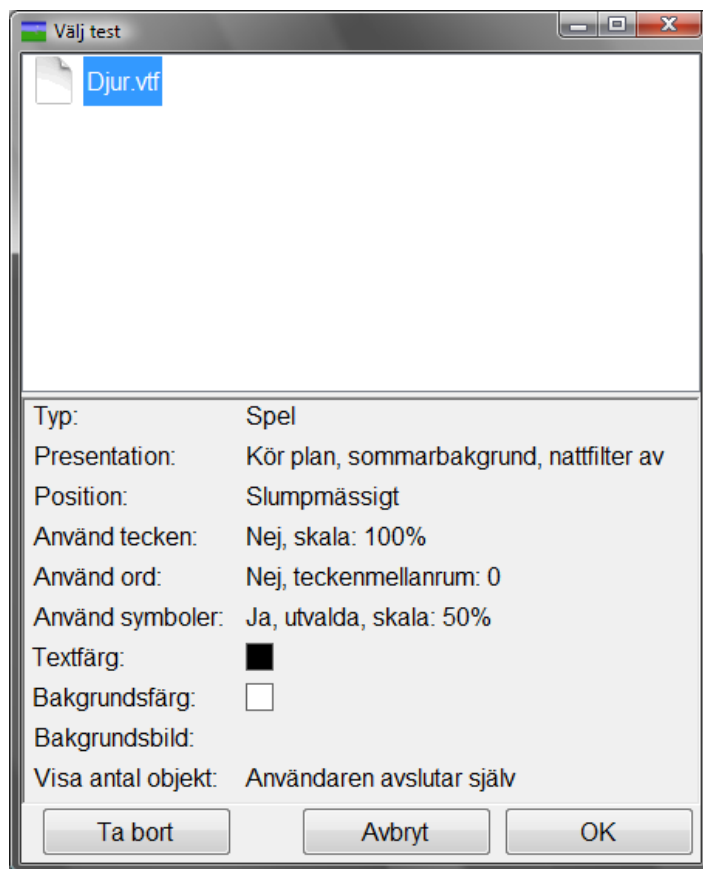 Välj test
Djur.vtf
Typ: Spel
Presentation: Kör plan, sommarbakgrund, nattfilter av
Position: Slumpmässigt
Använd tecken: Nej, skala: 100%
Använd ord: Nej, teckenmellanrum: 0
Använd symboler: Ja, utvalda, skala: 50%
Textfärg:
Bakgrundsfärg:
Bakgrundsbild:
Visa antal objekt: Användaren avslutar själv
Ta bort Avbryt OK